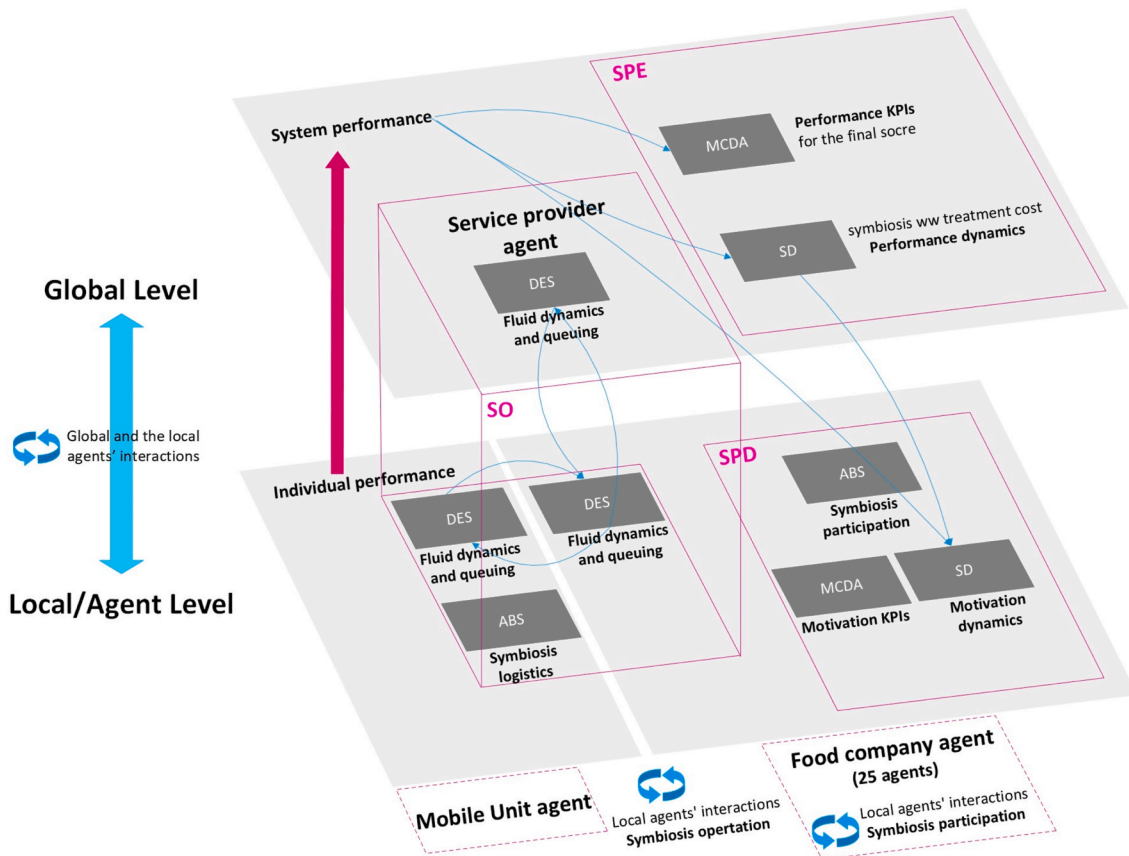 SPE
System performance
MCDA
Performance KPIs
for the final socre
Service provider
agent
DES
Fluid dynamics
and queuing
SD
symbiosis ww treatment cost
Performance dynamics
Global Level
Global and the local
agents' interactions
Local/Agent Level
SO
Individual performance
DES
Fluid dynamics
and queuing
DES
Fluid dynamics
and queuing
ABS
Symbiosis
logistics
SPD
ABS
Symbiosis
participation
MCDA
Motivation KPIs
SD
Motivation
dynamics
Mobile Unit agent
Local agents' interactions
Symbiosis opertation
Food company agent
(25 agents)
Local agents' interactions
Symbiosis participation